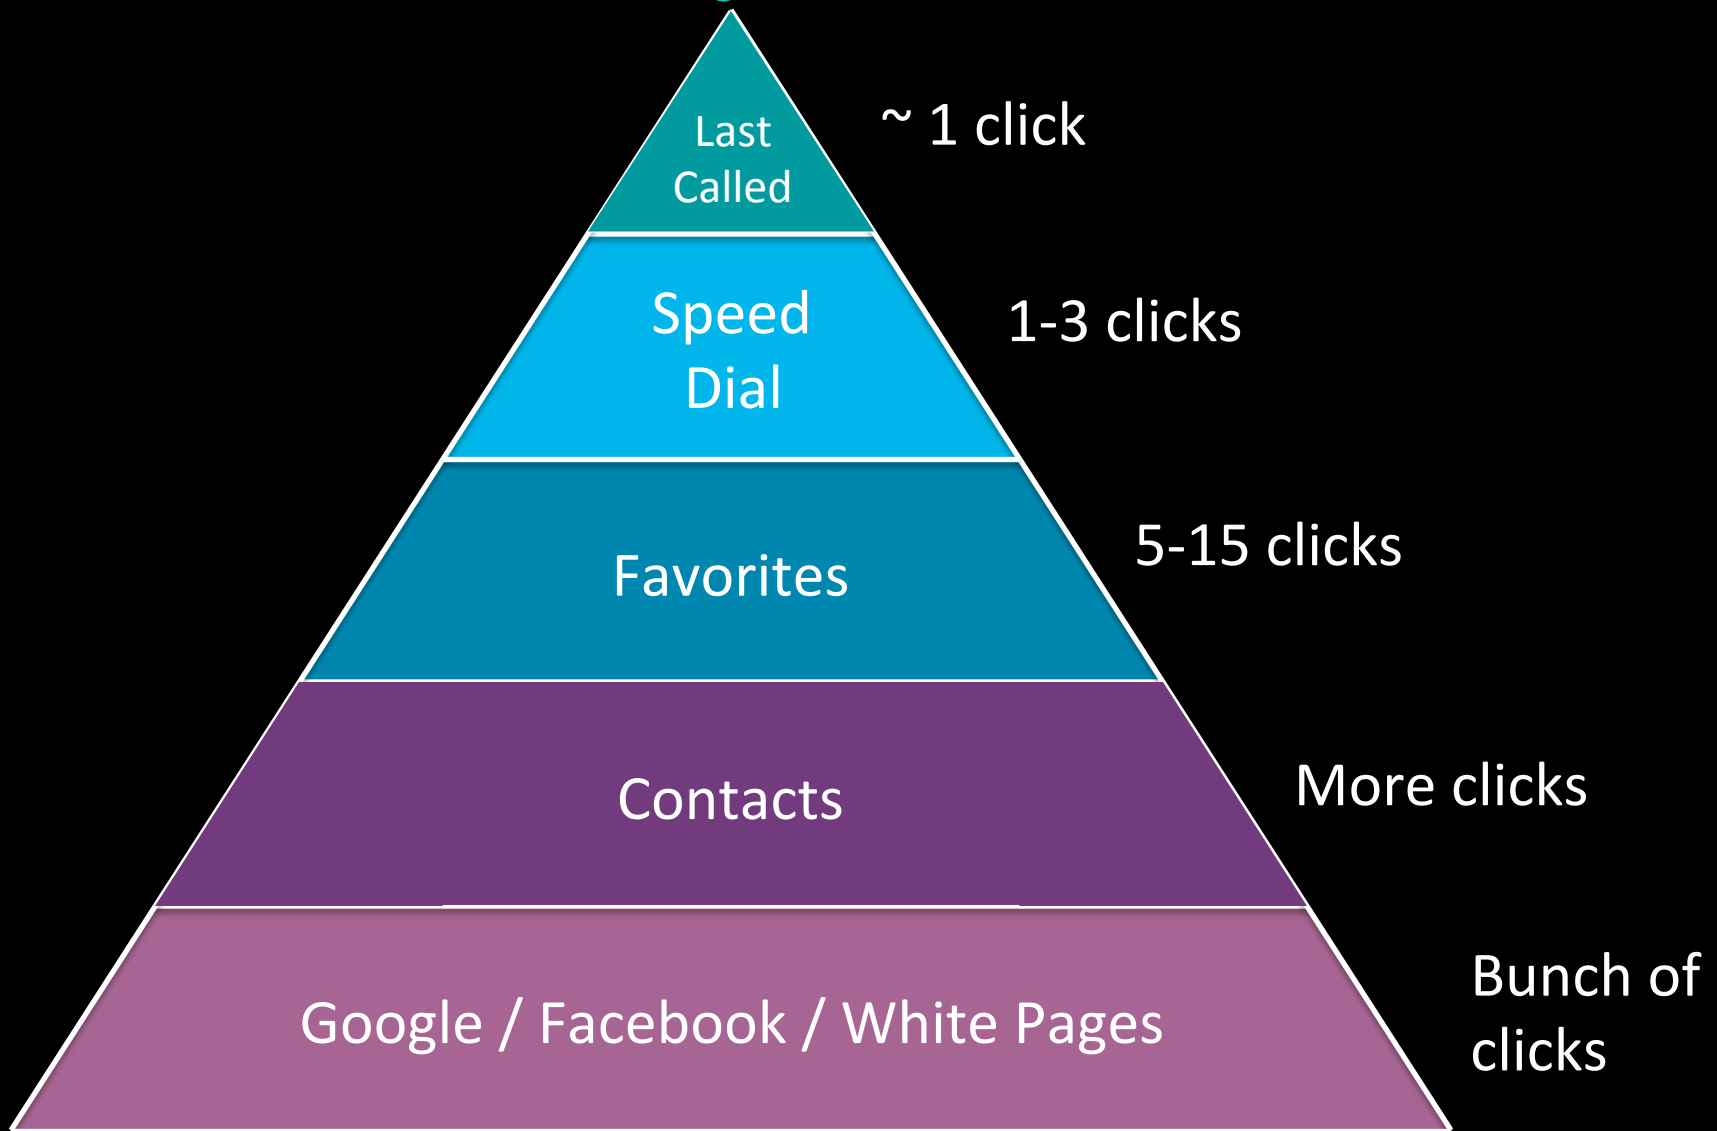 Last
Called
~ 1 click
Speed
Dial
1-3 clicks
Favorites
5-15 clicks
Contacts
More clicks
Google / Facebook / White Pages
Bunch of
clicks